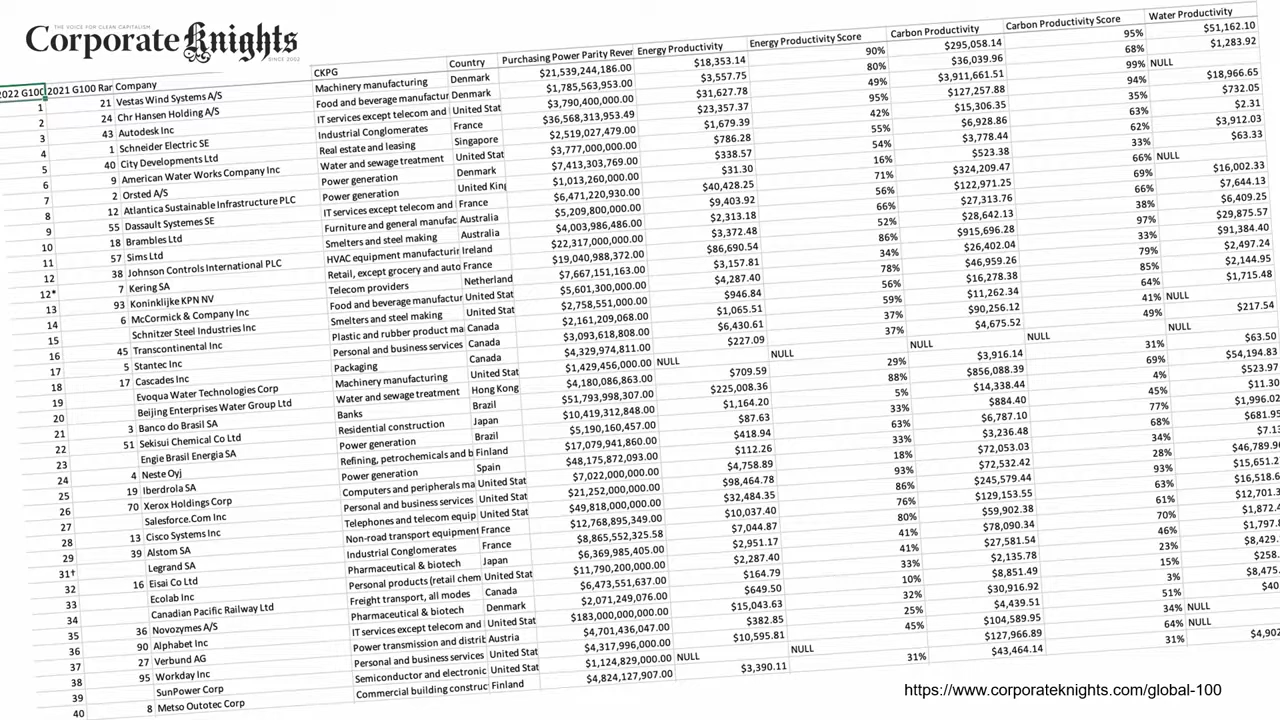 THE VOICE FOR CLEAN CAPITALISM
Corporate Knights
SINCE 2002
2022 G100 2021 G100 Ran Company CKPG Country Purchasing Power Parity Rever Energy Productivity Energy Productivity Score Carbon Productivity Carbon Productivity Score Water Productivity
1 21 Vestas Wind Systems A/S Machinery manufacturing Denmark $21,539,244,186.00 $18,353.14 90% $295,058.14 95% $51,162.10
2 24 Chr Hansen Holding A/S Food and beverage manufactur Denmark $1,785,563,953.00 $3,557.75 80% $36,039.96 68% $1,283.92
3 43 Autodesk Inc IT services except telecom and United Stat $3,790,400,000.00 $31,627.78 49% $3,911,661.51 99% NULL
4 1 Schneider Electric SE Industrial Conglomerates France $36,568,313,953.49 $23,357.37 95% $127,257.88 94% $18,966.65
5 40 City Developments Ltd Real estate and leasing Singapore $2,519,027,479.00 $1,679.39 42% $15,306.35 35% $732.05
6 9 American Water Works Company Inc Water and sewage treatment United Stat $3,777,000,000.00 $786.28 55% $6,928.86 63% $2.31
7 2 Orsted A/S Power generation Denmark $7,413,303,769.00 $338.57 54% $3,778.44 62% $3,912.03
8 12 Atlantica Sustainable Infrastructure PLC Power generation United King $1,013,260,000.00 $31.30 16% $523.38 33% $63.33
9 55 Dassault Systemes SE IT services except telecom and France $6,471,220,930.00 $40,428.25 71% $324,209.47 66% NULL
10 18 Brambles Ltd Furniture and general manufac Australia $5,209,800,000.00 $9,403.92 56% $122,971.25 69% $16,002.33
11 57 Sims Ltd Smelters and steel making Australia $4,003,986,486.00 $2,313.18 66% $27,313.76 66% $7,644.13
12 38 Johnson Controls International PLC HVAC equipment manufacturin Ireland $22,317,000,000.00 $3,372.48 52% $28,642.13 38% $6,409.25
12* 7 Kering SA Retail, except grocery and auto France $19,040,988,372.00 $86,690.54 86% $915,696.28 97% $29,875.57
13 93 Koninklijke KPN NV Telecom providers Netherland $7,667,151,163.00 $3,157.81 34% $26,402.04 33% $91,384.40
14 6 McCormick & Company Inc Food and beverage manufactur United Stat $5,601,300,000.00 $4,287.40 78% $46,959.26 79% $2,497.24
15 Schnitzer Steel Industries Inc Smelters and steel making United Stat $2,758,551,000.00 $946.84 56% $16,278.38 85% $2,144.95
16 45 Transcontinental Inc Plastic and rubber product ma Canada $2,161,209,068.00 $1,065.51 59% $11,262.34 64% $1,715.48
17 5 Stantec Inc Personal and business services Canada $3,093,618,808.00 $6,430.61 37% $90,256.12 41% NULL
18 17 Cascades Inc Packaging Canada $4,329,974,811.00 $227.09 37% $4,675.52 49% $217.54
19 Evoqua Water Technologies Corp Machinery manufacturing United Stat $1,429,456,000.00 NULL NULL NULL NULL NULL
20 Beijing Enterprises Water Group Ltd Water and sewage treatment Hong Kong $4,180,086,863.00 $709.59 29% $3,916.14 31% $63.50
21 3 Banco do Brasil SA Banks Brazil $51,793,998,307.00 $225,008.36 88% $856,088.39 69% $54,194.83
22 51 Sekisui Chemical Co Ltd Residential construction Japan $10,419,312,848.00 $1,164.20 5% $14,338.44 4% $523.97
23 Engie Brasil Energia SA Power generation Brazil $5,190,160,457.00 $87.63 33% $884.40 45% $11.30
24 4 Neste Oyj Refining, petrochemicals and b Finland $17,079,941,860.00 $418.94 63% $6,787.10 77% $1,996.02
25 19 Iberdrola SA Power generation Spain $48,175,872,093.00 $112.26 33% $3,236.48 68% $681.95
26 70 Xerox Holdings Corp Computers and peripherals ma United Stat $7,022,000,000.00 $4,758.89 18% $72,053.03 34% $7.13
27 Salesforce.Com Inc Personal and business services United Stat $21,252,000,000.00 $98,464.78 93% $72,532.42 28% $46,789.90
28 13 Cisco Systems Inc Telephones and telecom equip United Stat $49,818,000,000.00 $32,484.35 86% $245,579.44 93% $15,651.2
29 39 Alstom SA Non-road transport equipment France $12,768,895,349.00 $10,037.40 76% $129,153.55 63% $16,518.6
31† Legrand SA Industrial Conglomerates France $8,865,552,325.58 $7,044.87 80% $59,902.38 61% $12,701.3
32 16 Eisai Co Ltd Pharmaceutical & biotech Japan $6,369,985,405.00 $2,951.17 41% $78,090.34 70% $1,872.4
33 Ecolab Inc Personal products (retail chem United Stat $11,790,200,000.00 $2,287.40 41% $27,581.54 46% $1,797.8
34 Canadian Pacific Railway Ltd Freight transport, all modes Canada $6,473,551,637.00 $164.79 33% $2,135.78 23% $8,429.
35 36 Novozymes A/S Pharmaceutical & biotech Denmark $2,071,249,076.00 $649.50 10% $8,851.49 15% $258.
36 90 Alphabet Inc IT services except telecom and United Stat $183,000,000,000.00 $15,043.63 32% $30,916.92 3% $8,475.
37 27 Verbund AG Power transmission and distrib Austria $4,701,436,047.00 $382.85 25% $4,439.51 51% $40
38 95 Workday Inc Personal and business services United Stat $4,317,996,000.00 $10,595.81 45% $104,589.95 34% NULL
39 SunPower Corp Semiconductor and electronic United Stat $1,124,829,000.00 NULL NULL $127,966.89 64% NULL
40 8 Metso Outotec Corp Commercial building construc Finland $4,824,127,907.00 $3,390.11 31% $43,464.14 31% $4,902
https://www.corporateknights.com/global-100